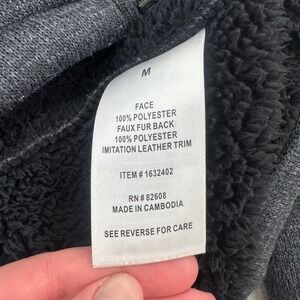 M
FACE
100% POLYESTER
FAUX FUR BACK
100% POLYESTER
IMITATION LEATHER TRIM
ITEM # 1632402
RN # 82608
MADE IN CAMBODIA
SEE REVERSE FOR CARE